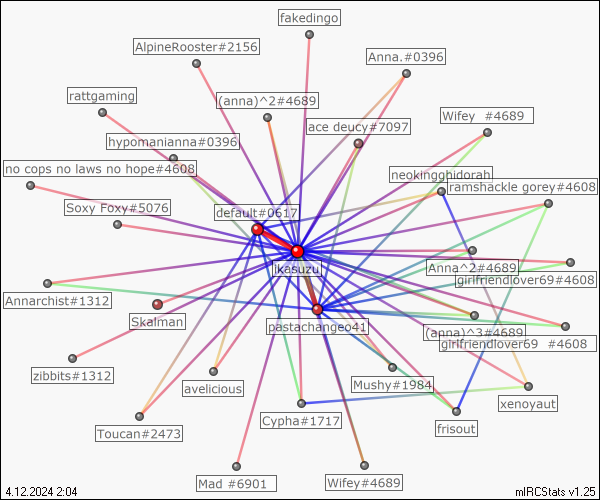 fakedingo
AlpineRooster#2156
Anna.#0396
rattgaming
(anna)^2#4689
Wifey  #4689
ace deucy#7097
hypomanianna#0396
no cops no laws no hope#4608
neokingghidorah
ramshackle gorey#4608
Soxy Foxy#5076
default#0617
likasuzu
Anna^2#4689
girlfriendlover69#4608
Annarchist#1312
Skalman
pastachangeo41
(anna)^3#4689
girlfriendlover69  #4608
zibbits#1312
avelicious
Mushy#1984
xenoyaut
Toucan#2473
Cypha#1717
frisout
Mad #6901
Wifey#4689
4.12.2024 2:04
mIRCStats v1.25